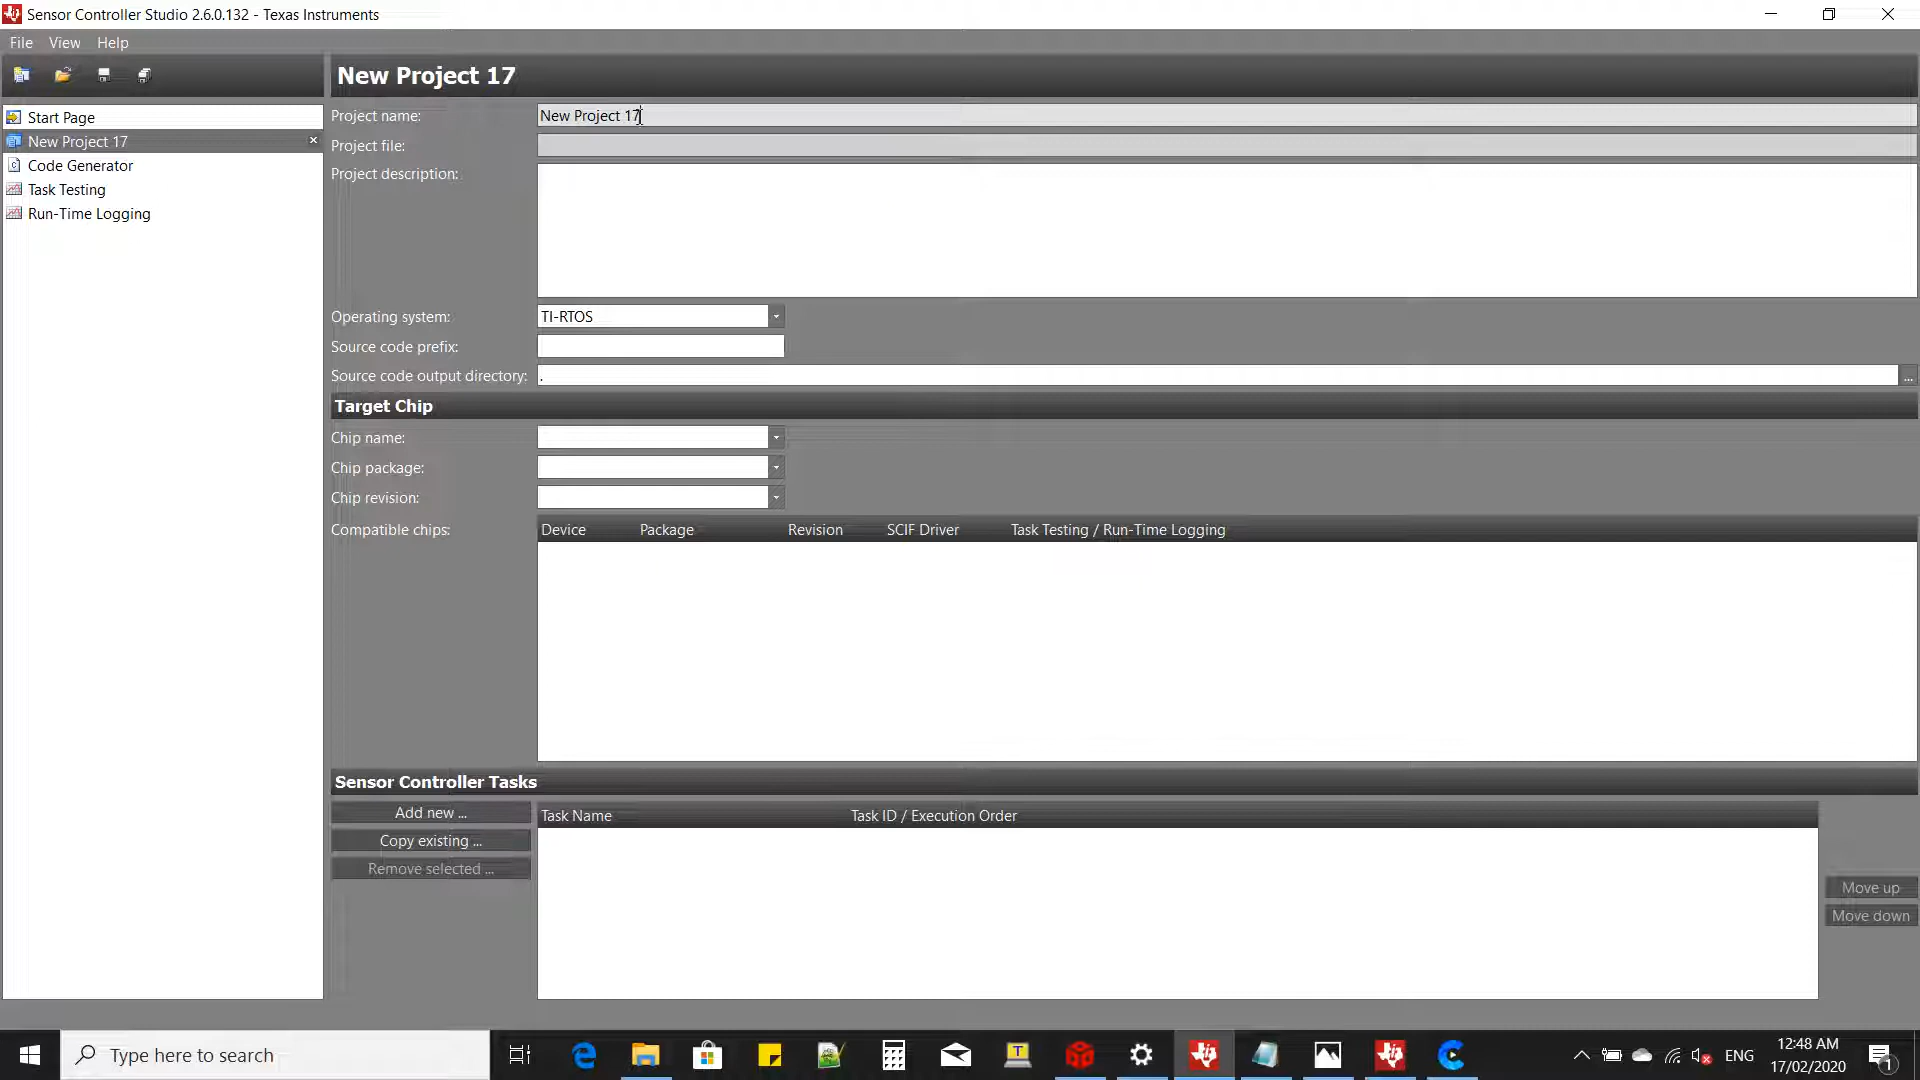 Sensor Controller Studio 2.6.0.132 - Texas Instruments
File View Help
New Project 17
Start Page
New Project 17
Code Generator
Task Testing
Run-Time Logging
Project name: New Project 17
Project file:
Project description:
Operating system: TI-RTOS
Source code prefix:
Source code output directory: . ...
Target Chip
Chip name:
Chip package:
Chip revision:
Compatible chips: Device Package Revision SCIF Driver Task Testing / Run-Time Logging
Sensor Controller Tasks
Add new ... Task Name Task ID / Execution Order
Copy existing ...
Remove selected ...
Move up
Move down
Type here to search
T
ENG
12:48 AM
17/02/2020
1